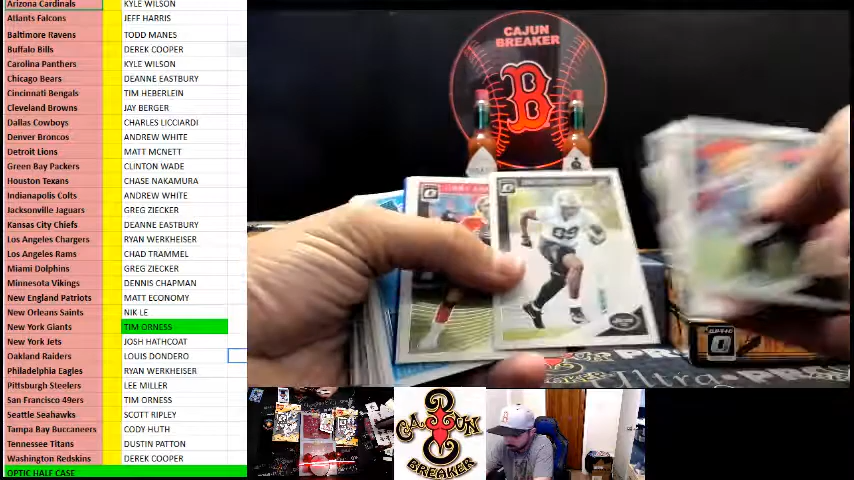 Arizona Cardinals KYLE WILSON
Atlants Falcons JEFF HARRIS
Baltimore Ravens TODD MANES
Buffalo Bills DEREK COOPER
Carolina Panthers KYLE WILSON
Chicago Bears DEANNE EASTBURY
Cincinnati Bengals TIM HEBERLEIN
Cleveland Browns JAY BERGER
Dallas Cowboys CHARLES LICCIARDI
Denver Broncos ANDREW WHITE
Detroit Lions MATT MCNETT
Green Bay Packers CLINTON WADE
Houston Texans CHASE NAKAMURA
Indianapolis Colts ANDREW WHITE
Jacksonville Jaguars GREG ZIECKER
Kansas City Chiefs DEANNE EASTBURY
Los Angeles Chargers RYAN WERKHEISER
Los Angeles Rams CHAD TRAMMEL
Miami Dolphins GREG ZIECKER
Minnesota Vikings DENNIS CHAPMAN
New England Patriots MATT ECONOMY
New Orleans Saints NIK LE
New York Giants TIM ORNESS
New York Jets JOSH HATHCOAT
Oakland Raiders LOUIS DONDERO
Philadelphia Eagles RYAN WERKHEISER
Pittsburgh Steelers LEE MILLER
San Francisco 49ers TIM ORNESS
Seattle Seahawks SCOTT RIPLEY
Tampa Bay Buccaneers CODY HUTH
Tennessee Titans DUSTIN PATTON
Washington Redskins DEREK COOPER
OPTIC HALF CASE
CAJUN
BREAKER
B
CAJUN
BREAKER